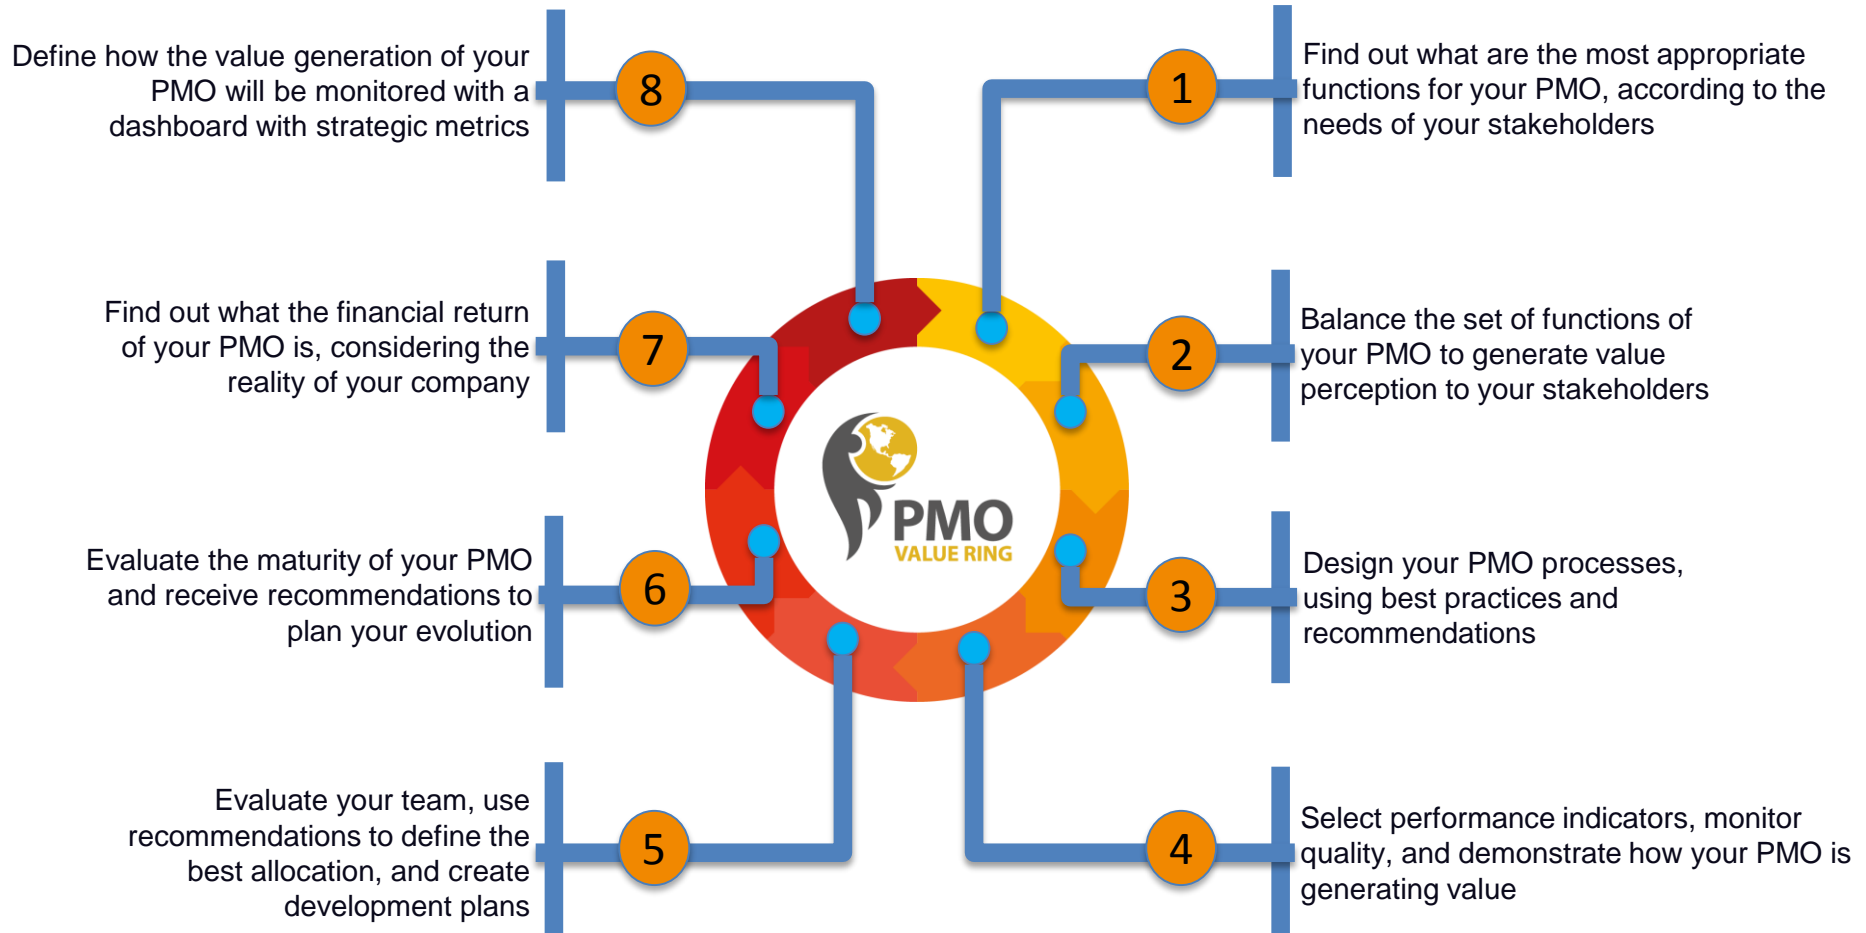 1
Find out what are the most appropriate
functions for your PMO, according to the
needs of your stakeholders
2
Balance the set of functions of
your PMO to generate value
perception to your stakeholders
3
Design your PMO processes,
using best practices and
recommendations
4
Select performance indicators, monitor
quality, and demonstrate how your PMO is
generating value
5
Evaluate your team, use
recommendations to define the
best allocation, and create
development plans
6
Evaluate the maturity of your PMO
and receive recommendations to
plan your evolution
7
Find out what the financial return
of your PMO is, considering the
reality of your company
8
Define how the value generation of your
PMO will be monitored with a
dashboard with strategic metrics
PMO
VALUE RING